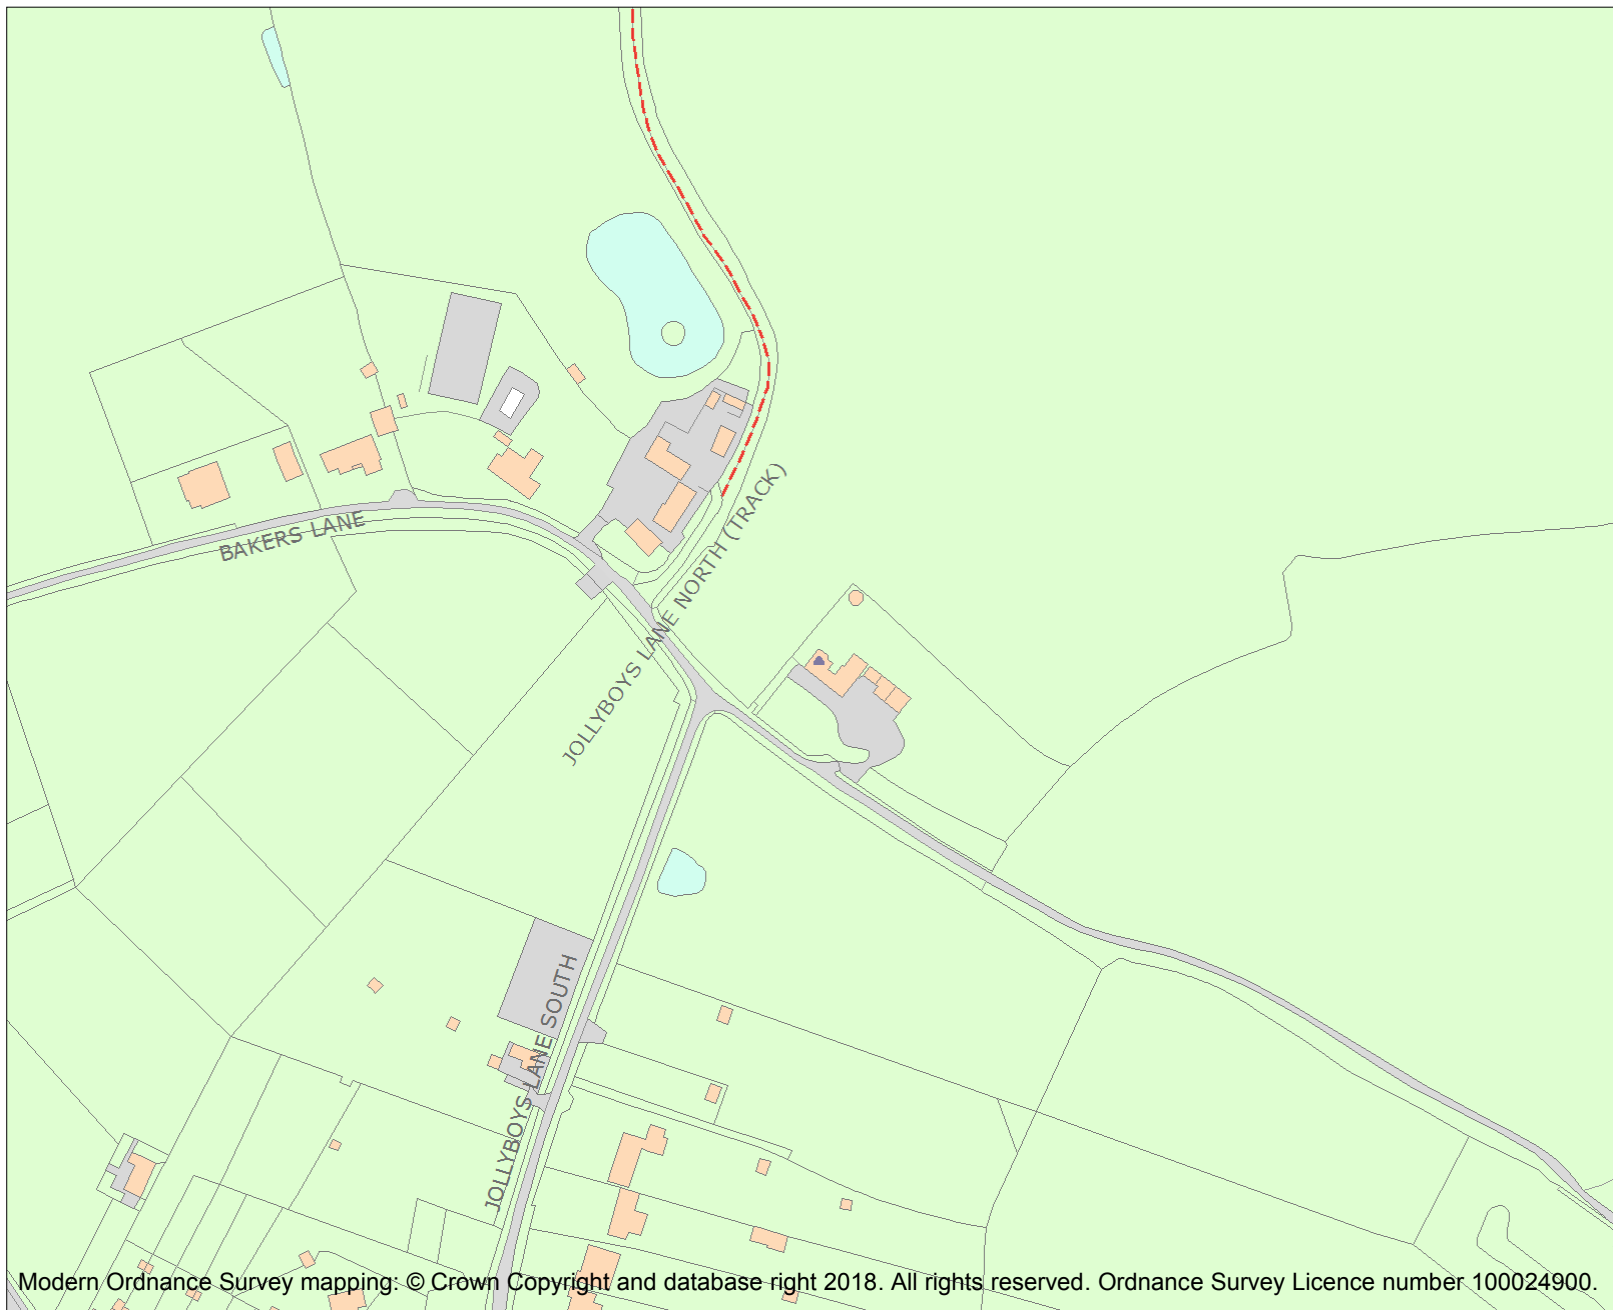 BAKERS LANE
JOLLYBOYS LANE NORTH (TRACK)
JOLLYBOYS LANE SOUTH
Modern Ordnance Survey mapping: © Crown Copyright and database right 2018. All rights reserved. Ordnance Survey Licence number 100024900.